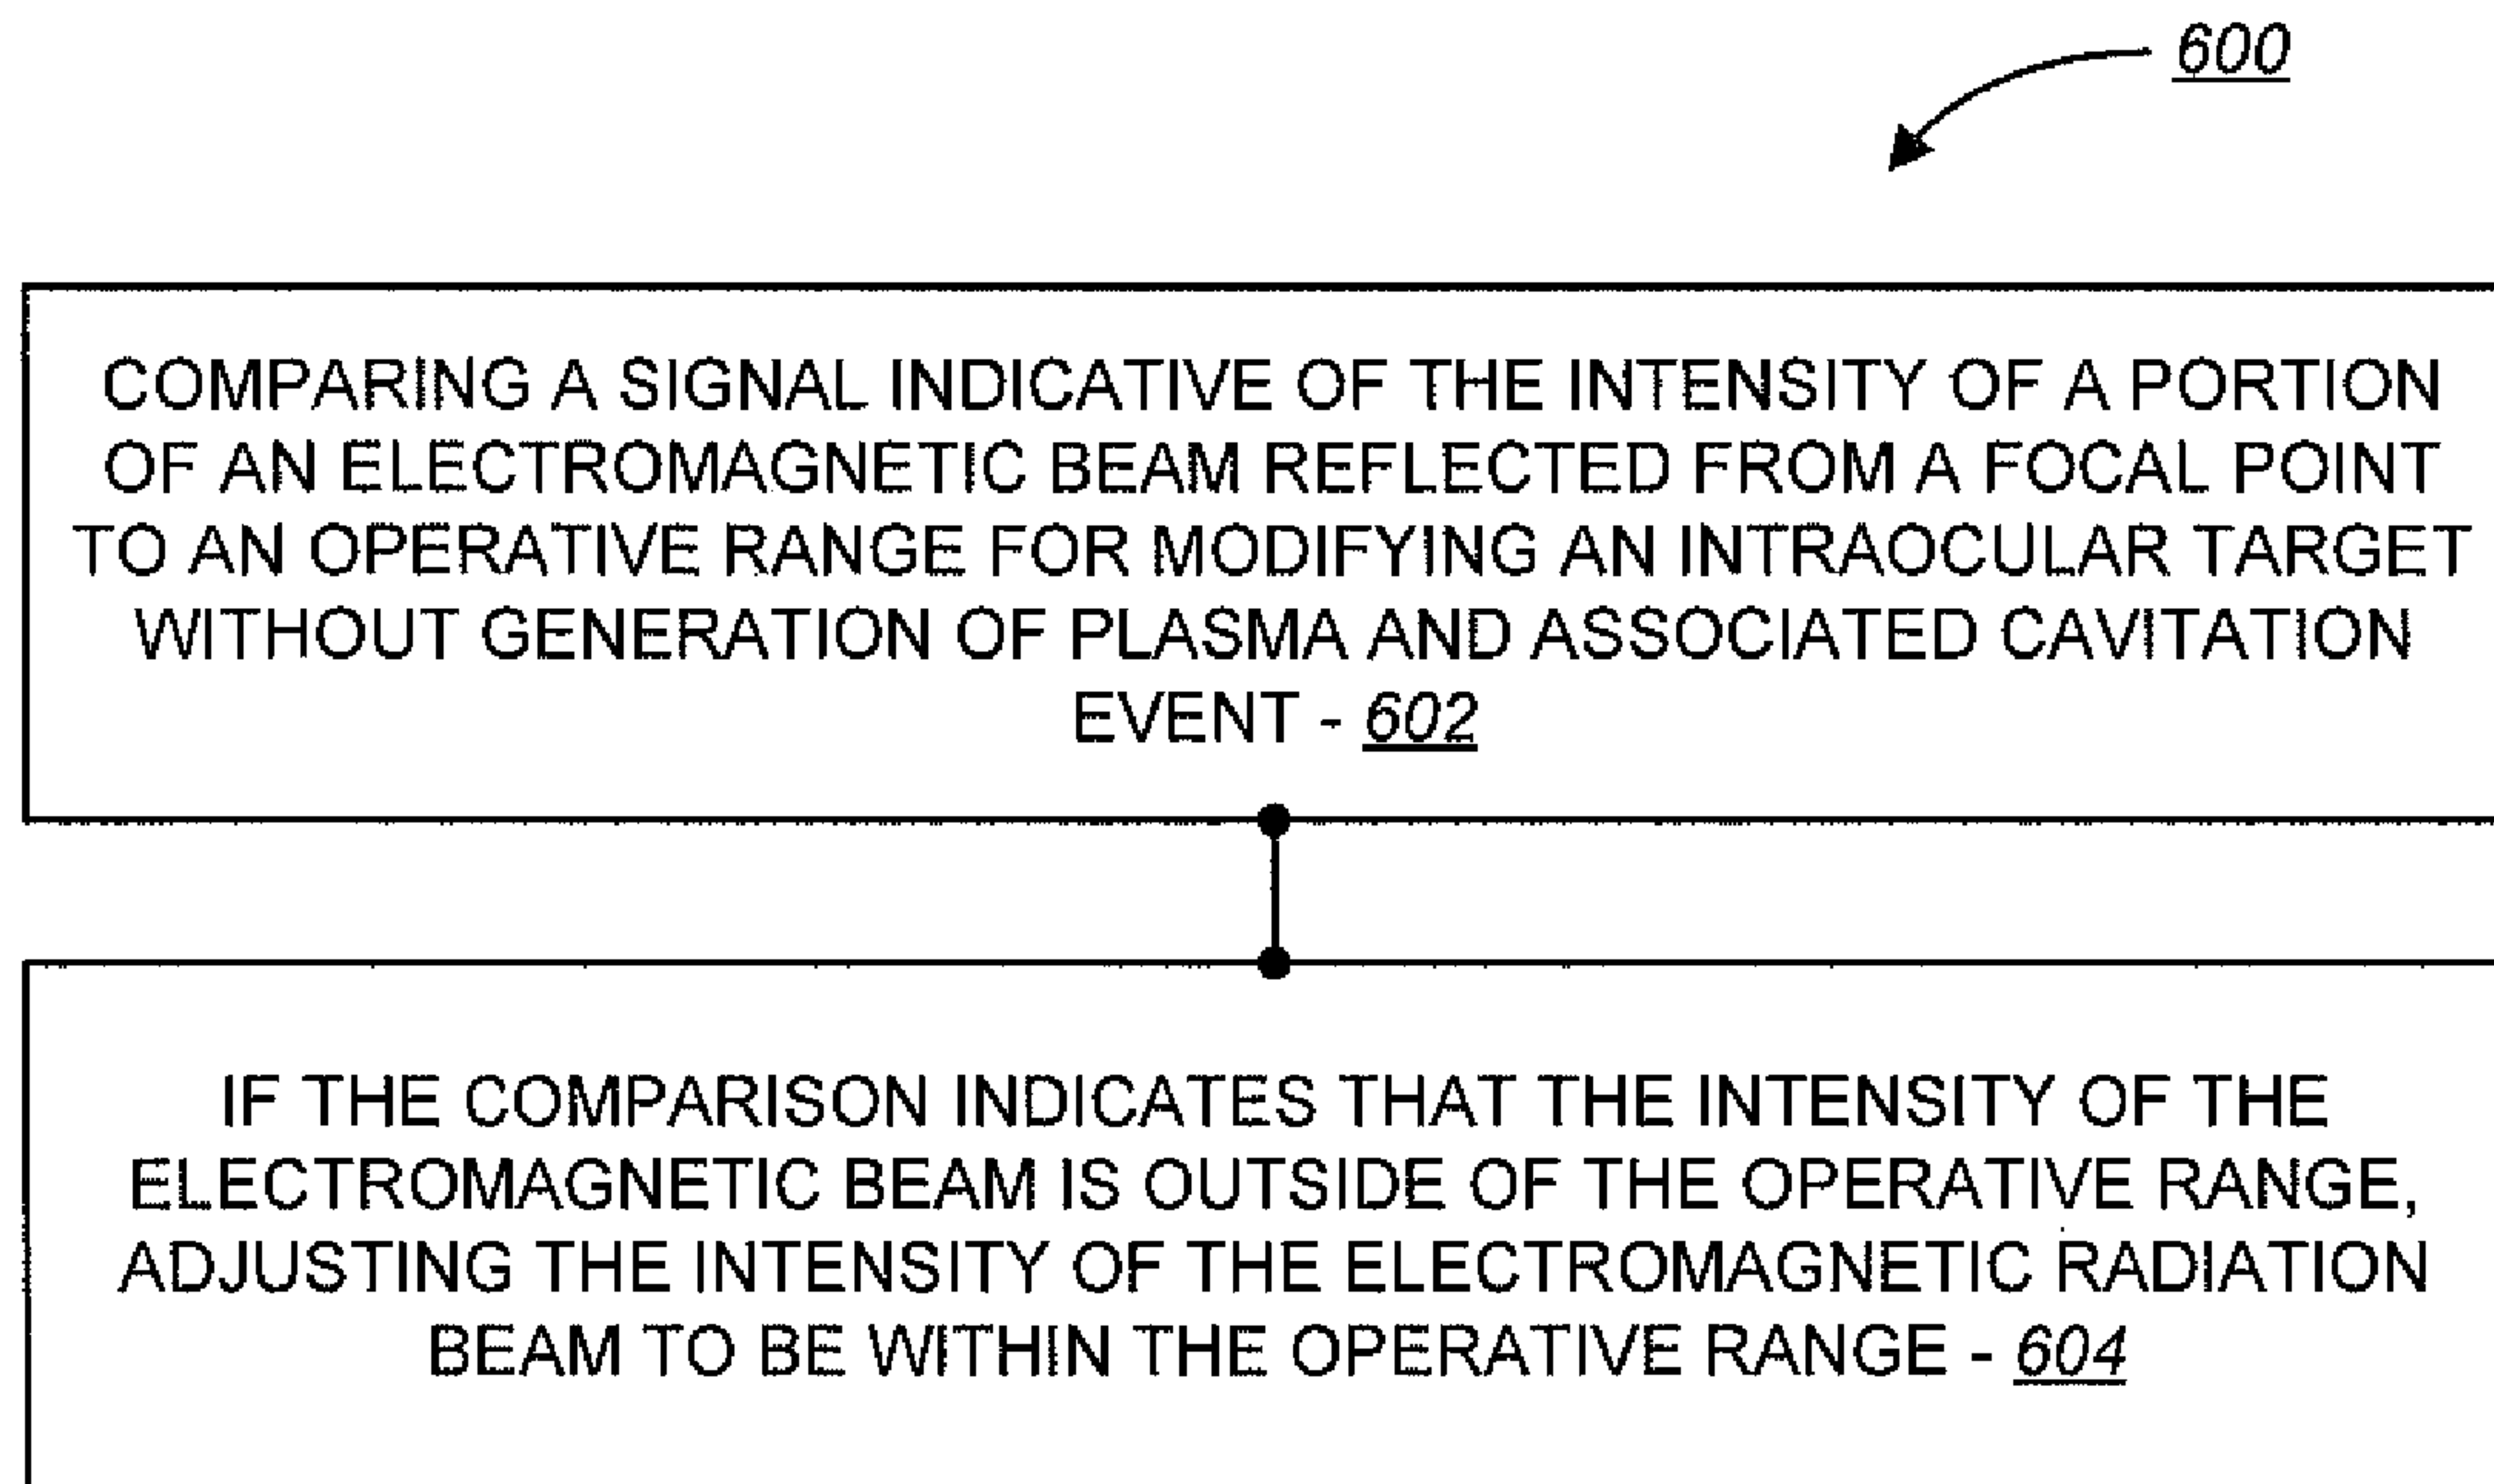 600
COMPARING A SIGNAL INDICATIVE OF THE INTENSITY OF A PORTION
OF AN ELECTROMAGNETIC BEAM REFLECTED FROM A FOCAL POINT
TO AN OPERATIVE RANGE FOR MODIFYING AN INTRAOCULAR TARGET
WITHOUT GENERATION OF PLASMA AND ASSOCIATED CAVITATION
EVENT - 602
IF THE COMPARISON INDICATES THAT THE INTENSITY OF THE
ELECTROMAGNETIC BEAM IS OUTSIDE OF THE OPERATIVE RANGE,
ADJUSTING THE INTENSITY OF THE ELECTROMAGNETIC RADIATION
BEAM TO BE WITHIN THE OPERATIVE RANGE - 604